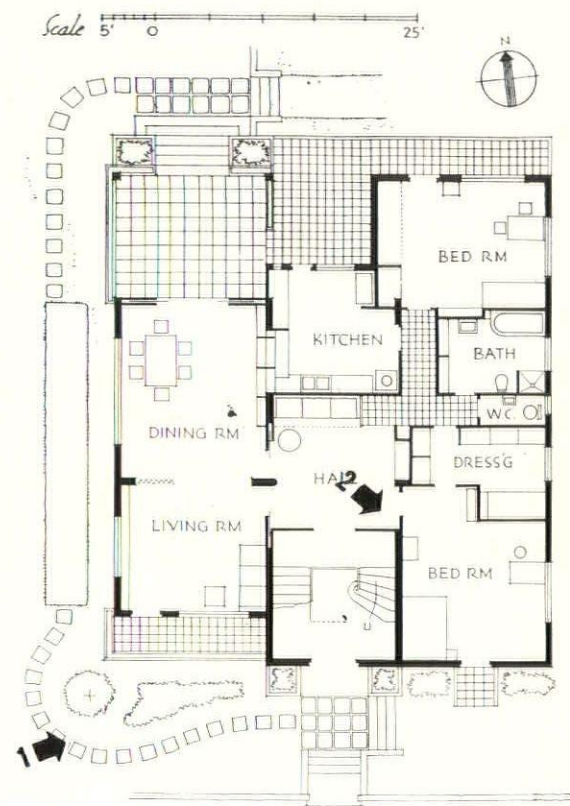 Scale 5' 0 25'
N
BED RM
KITCHEN
BATH
WC
DINING RM
HALL
DRESS'G
2
LIVING RM
BED RM
U
1